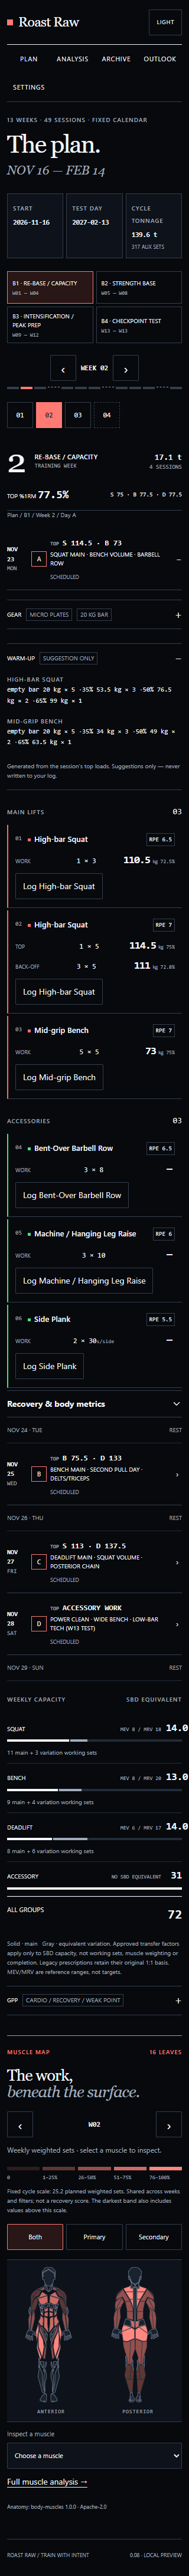 Roast Raw
LIGHT
PLAN ANALYSIS ARCHIVE OUTLOOK
SETTINGS
13 WEEKS · 49 SESSIONS · FIXED CALENDAR
The plan.
NOV 16 — FEB 14
START
2026-11-16
TEST DAY
2027-02-13
CYCLE
TONNAGE
139.6 t
317 AUX SETS
B1 · RE-BASE / CAPACITY
W01 — W04
B2 · STRENGTH BASE
W05 — W08
B3 · INTENSIFICATION /
PEAK PREP
W09 — W12
B4 · CHECKPOINT TEST
W13 — W13
‹ WEEK 02 ›
01 02 03 04
2 RE-BASE / CAPACITY
TRAINING WEEK
17.1 t
4 SESSIONS
TOP %1RM 77.5%
S 75 · B 77.5 · D 77.5
Plan / B1 / Week 2 / Day A
NOV
23
MON
A
TOP S 114.5 · B 73
SQUAT MAIN · BENCH VOLUME · BARBELL
ROW
SCHEDULED
−
GEAR MICRO PLATES 20 KG BAR +
WARM-UP SUGGESTION ONLY −
HIGH-BAR SQUAT
empty bar 20 kg × 5 ·35% 53.5 kg × 3 ·50% 76.5
kg × 2 ·65% 99 kg × 1
MID-GRIP BENCH
empty bar 20 kg × 5 ·35% 34 kg × 3 ·50% 49 kg ×
2 ·65% 63.5 kg × 1
Generated from the session's top loads. Suggestions only — never
written to your log.
MAIN LIFTS 03
01 High-bar Squat RPE 6.5
WORK 1 × 3 110.5 kg 72.5%
Log High-bar Squat
02 High-bar Squat RPE 7
TOP 1 × 5 114.5 kg 75%
BACK-OFF 3 × 5 111 kg 72.8%
Log High-bar Squat
03 Mid-grip Bench RPE 7
WORK 5 × 5 73 kg 75%
Log Mid-grip Bench
ACCESSORIES 03
04 Bent-Over Barbell Row RPE 6.5
WORK 3 × 8 —
Log Bent-Over Barbell Row
05 Machine / Hanging Leg Raise RPE 6
WORK 3 × 10 —
Log Machine / Hanging Leg Raise
06 Side Plank RPE 5.5
WORK 2 × 30s/side —
Log Side Plank
Recovery & body metrics
NOV 24 · TUE REST
NOV
25
WED
B
TOP B 75.5 · D 133
BENCH MAIN · SECOND PULL DAY ·
DELTS/TRICEPS
SCHEDULED
›
NOV 26 · THU REST
NOV
27
FRI
C
TOP S 113 · D 137.5
DEADLIFT MAIN · SQUAT VOLUME ·
POSTERIOR CHAIN
SCHEDULED
›
NOV
28
SAT
D
TOP ACCESSORY WORK
POWER CLEAN · WIDE BENCH · LOW-BAR
TECH (W13 TEST)
SCHEDULED
›
NOV 29 · SUN REST
WEEKLY CAPACITY SBD EQUIVALENT
SQUAT MEV 8 / MRV 18 14.0
11 main + 3 variation working sets
BENCH MEV 8 / MRV 20 13.0
9 main + 4 variation working sets
DEADLIFT MEV 6 / MRV 17 14.0
8 main + 6 variation working sets
ACCESSORY NO SBD EQUIVALENT 31
ALL GROUPS 72
Solid · main Gray · equivalent variation. Approved transfer factors
apply only to SBD capacity, not working sets, muscle weighting or
completion. Legacy prescriptions retain their original 1:1 basis.
MEV/MRV are reference ranges, not targets.
GPP CARDIO / RECOVERY / WEAK POINT +
MUSCLE MAP 16 LEAVES
The work,
beneath the surface.
‹ W02 ›
Weekly weighted sets · select a muscle to inspect.
0 1–25% 26–50% 51–75% 76–100%
Fixed cycle scale: 25.2 planned weighted sets. Shared across weeks
and filters; not a recovery score. The darkest band also includes
values above this scale.
Both Primary Secondary
ANTERIOR POSTERIOR
Inspect a muscle
Choose a muscle
Full muscle analysis →
Anatomy: body-muscles 1.0.0 · Apache-2.0
ROAST RAW / TRAIN WITH INTENT 0.08 · LOCAL PREVIEW